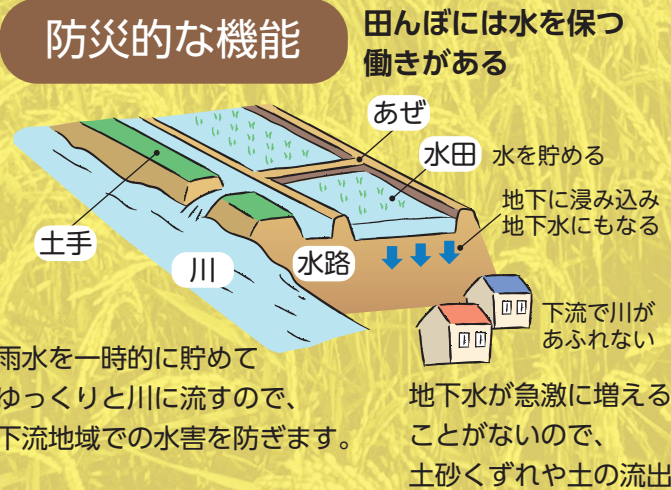 防災的な機能
田んぼには水を保つ
働きがある
あぜ
水田 水を貯める
地下に浸み込み
地下水にもなる
土手
川
水路
下流で川が
あふれない
雨水を一時的に貯めて
ゆっくりと川に流すので、
下流地域での水害を防ぎます。
地下水が急激に増える
ことがないので、
土砂くずれや土の流出